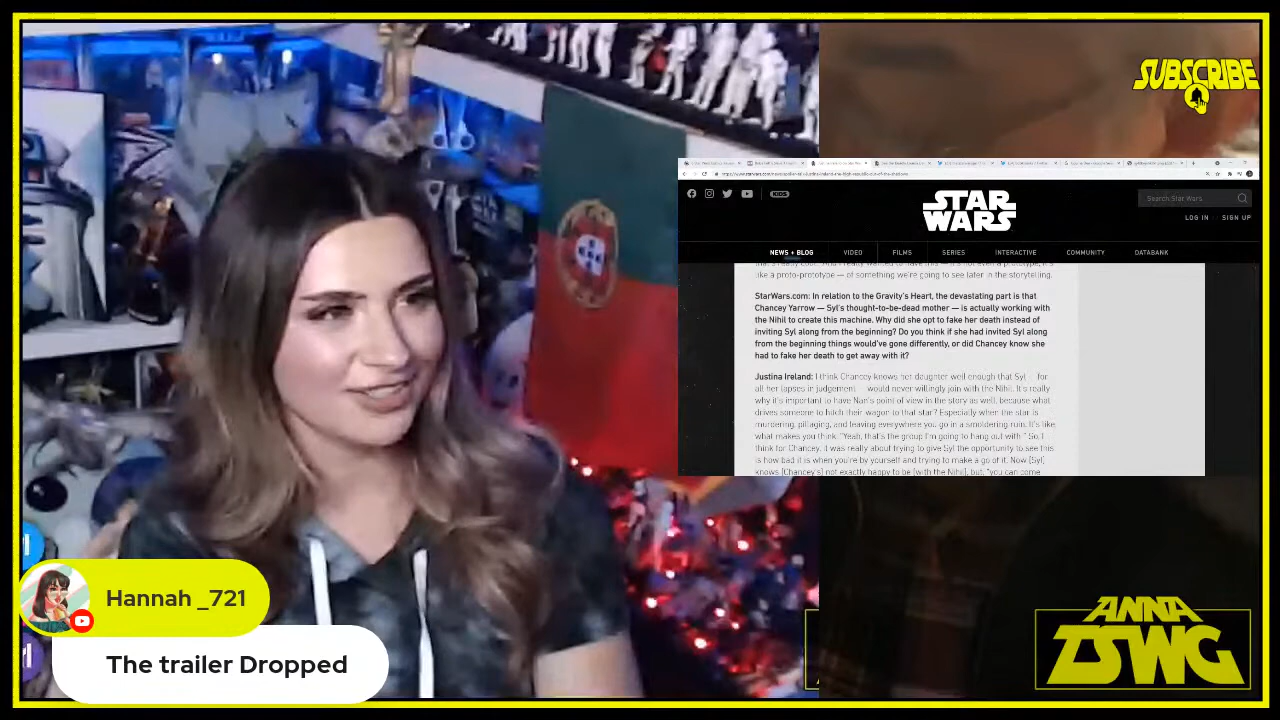 SUBSCRIBE
STAR
WARS
KIDS
Search Star Wars
LOG IN
SIGN UP
NEWS + BLOG
VIDEO
FILMS
SERIES
INTERACTIVE
COMMUNITY
DATABANK
like a proto-prototype — of something we're going to see later in the storytelling.
StarWars.com: In relation to the Gravity's Heart, the devastating part is that
Chancey Yarrow — Syl's thought-to-be-dead mother — is actually working with
the Nihil to create this machine. Why did she opt to fake her death instead of
inviting Syl along from the beginning? Do you think if she had invited Syl along
from the beginning things would've gone differently, or did Chancey know she
had to fake her death to get away with it?
Justina Ireland: I think Chancey knows her daughter well enough that Syl — for
all her lapses in judgement — would never willingly join with the Nihil. It's really
why it's important to have Nan's point of view in the story as well, because what
drives someone to hitch their wagon to that star? Especially when the star is
murdering, pillaging, and leaving everywhere you go in a smoldering ruin. It's like
what makes you think, "Yeah, that's the group I'm going to hang out with." So, I
think for Chancey, it was really about trying to give Syl the opportunity to see this
is how bad it is when you're by yourself and trying to make a go of it. Now [Syl]
knows [Chancey's] not exactly happy to be [with the Nihil], but, "you can come
Hannah _721
The trailer Dropped
ANNA
TSWG